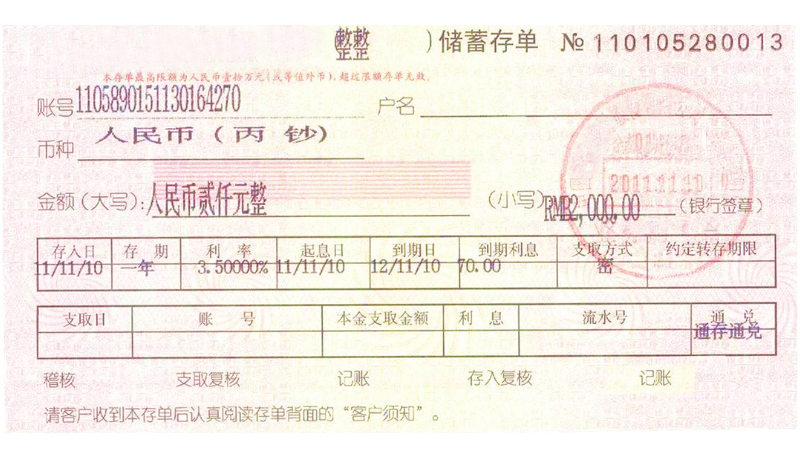 (整整 )储蓄存单 № 110105280013
本存单最高限额为人民币壹拾万元(或等值外币),超过限额存单无效。
账号 1105890151130164270 户名
币种 人民币(丙 钞)
金额(大写): 人民币贰仟元整 (小写) RMB2,000.00 (银行签章)
2011.11.10
存入日 存 期 利 率 起息日 到期日 到期利息 支取方式 约定转存期限
11/11/10 一年 3.50000% 11/11/10 12/11/10 70.00 密
支取日 账 号 本金支取金额 利 息 流水号 通 兑
通存通兑
稽核 支取复核 记账 存入复核 记账
请客户收到本存单后认真阅读存单背面的“客户须知”。